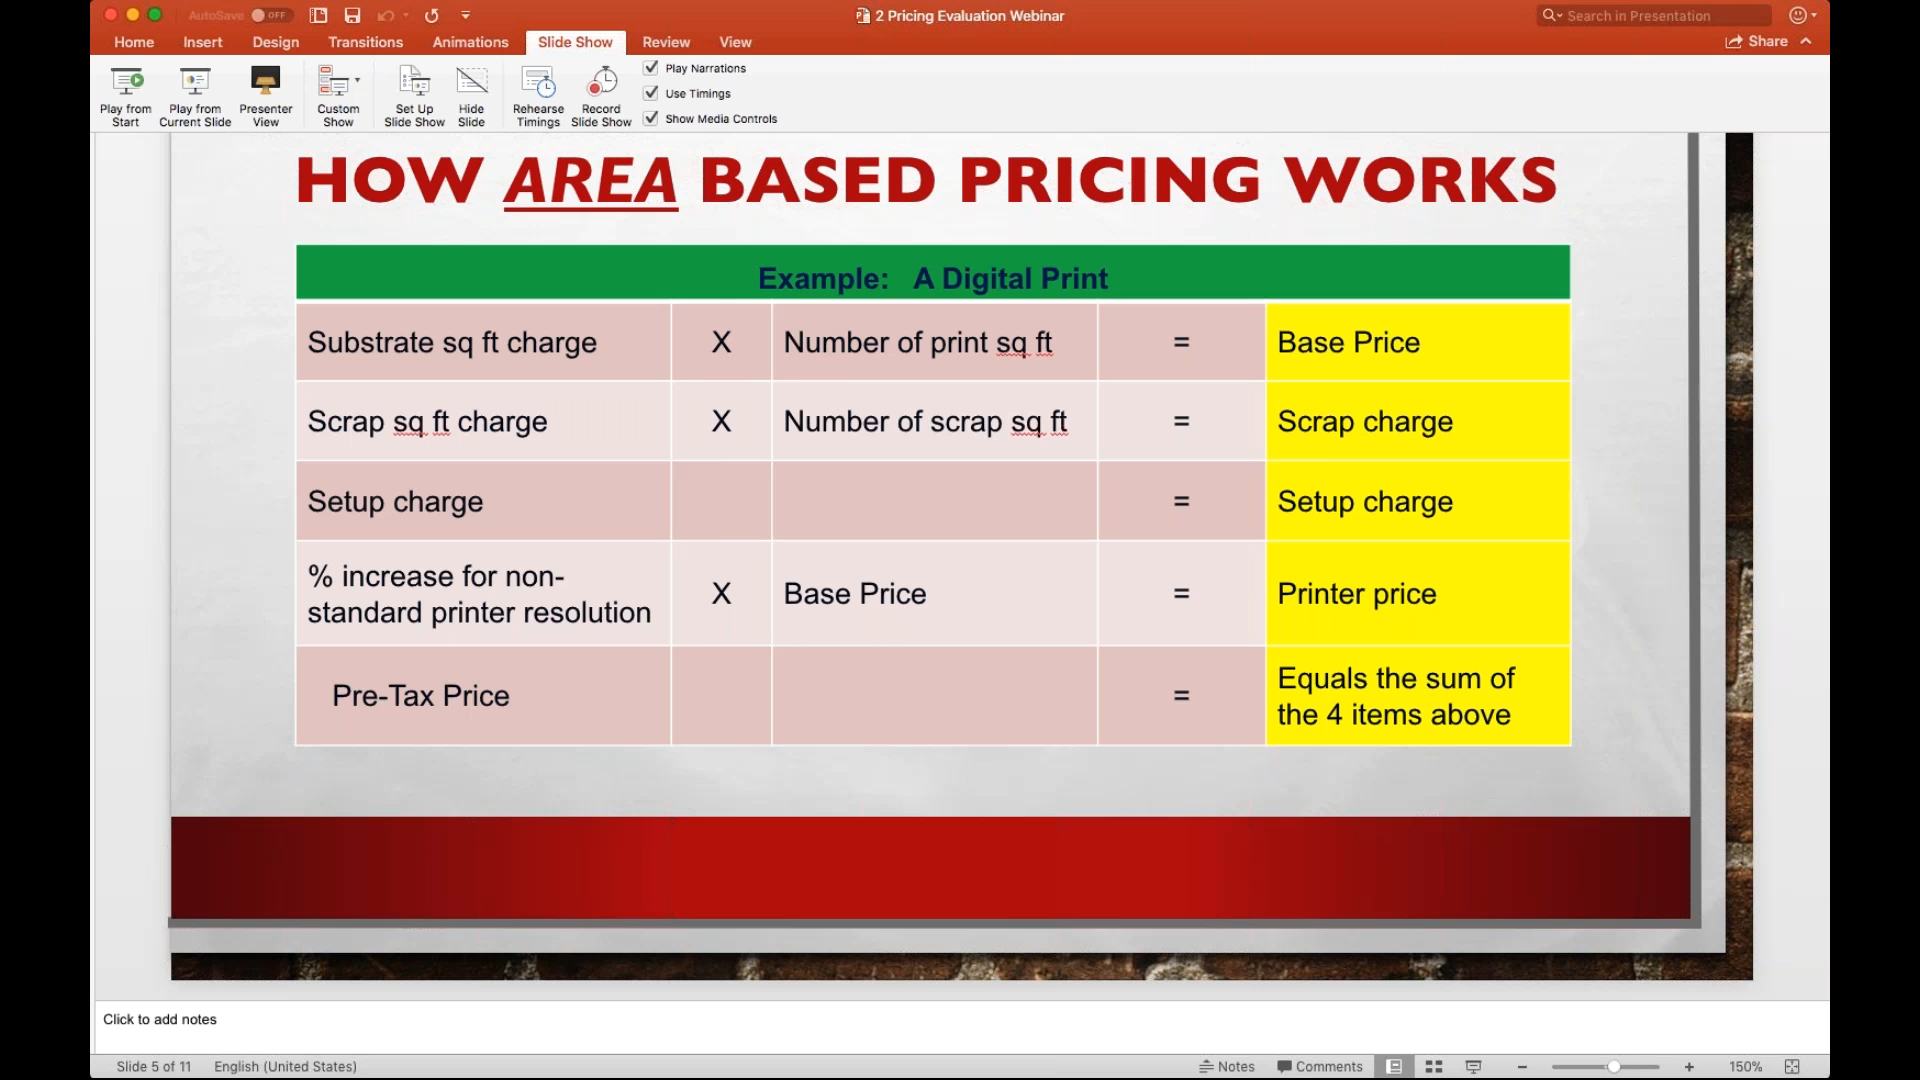 AutoSave OFF
2 Pricing Evaluation Webinar
Search in Presentation
Home Insert Design Transitions Animations Slide Show Review View
Share
Play from Start
Play from Current Slide
Presenter View
Custom Show
Set Up Slide Show
Hide Slide
Rehearse Timings
Record Slide Show
Play Narrations
Use Timings
Show Media Controls
HOW AREA BASED PRICING WORKS
Example: A Digital Print
Substrate sq ft charge X Number of print sq ft = Base Price
Scrap sq ft charge X Number of scrap sq ft = Scrap charge
Setup charge = Setup charge
% increase for non-
standard printer resolution X Base Price = Printer price
Pre-Tax Price = Equals the sum of
the 4 items above
Click to add notes
Slide 5 of 11 English (United States) Notes Comments 150%